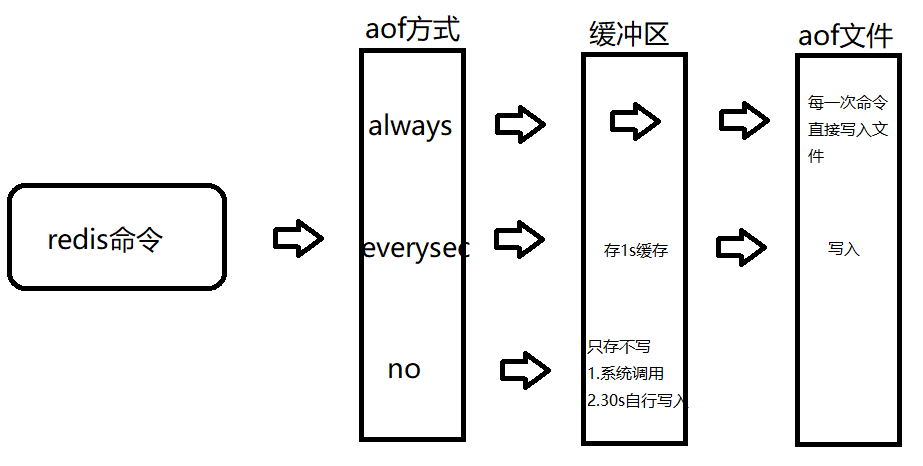 aof方式
缓冲区
aof文件
redis命令
always
everysec
no
存1s缓存
只存不写
1.系统调用
2.30s自行写入
每一次命令
直接写入文
件
写入